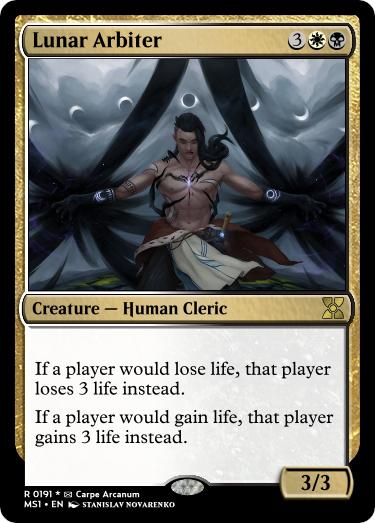 Lunar Arbiter 3
Creature — Human Cleric
If a player would lose life, that player
loses 3 life instead.
If a player would gain life, that player
gains 3 life instead.
3/3
R 0191 * Carpe Arcanum
MS1 • EN STANISLAV NOVARENKO